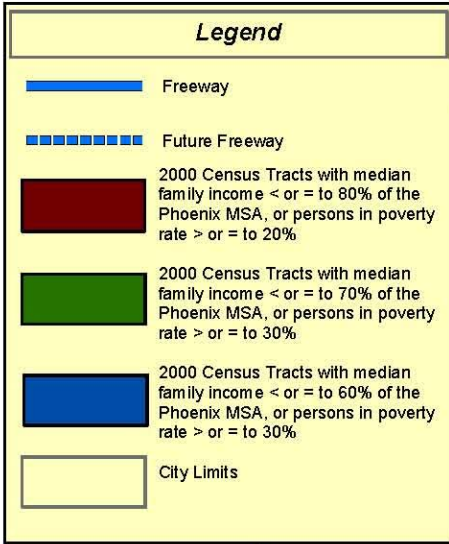 Legend
Freeway
Future Freeway
2000 Census Tracts with median
family income < or = to 80% of the
Phoenix MSA, or persons in poverty
rate > or = to 20%
2000 Census Tracts with median
family income < or = to 70% of the
Phoenix MSA, or persons in poverty
rate > or = to 30%
2000 Census Tracts with median
family income < or = to 60% of the
Phoenix MSA, or persons in poverty
rate > or = to 30%
City Limits